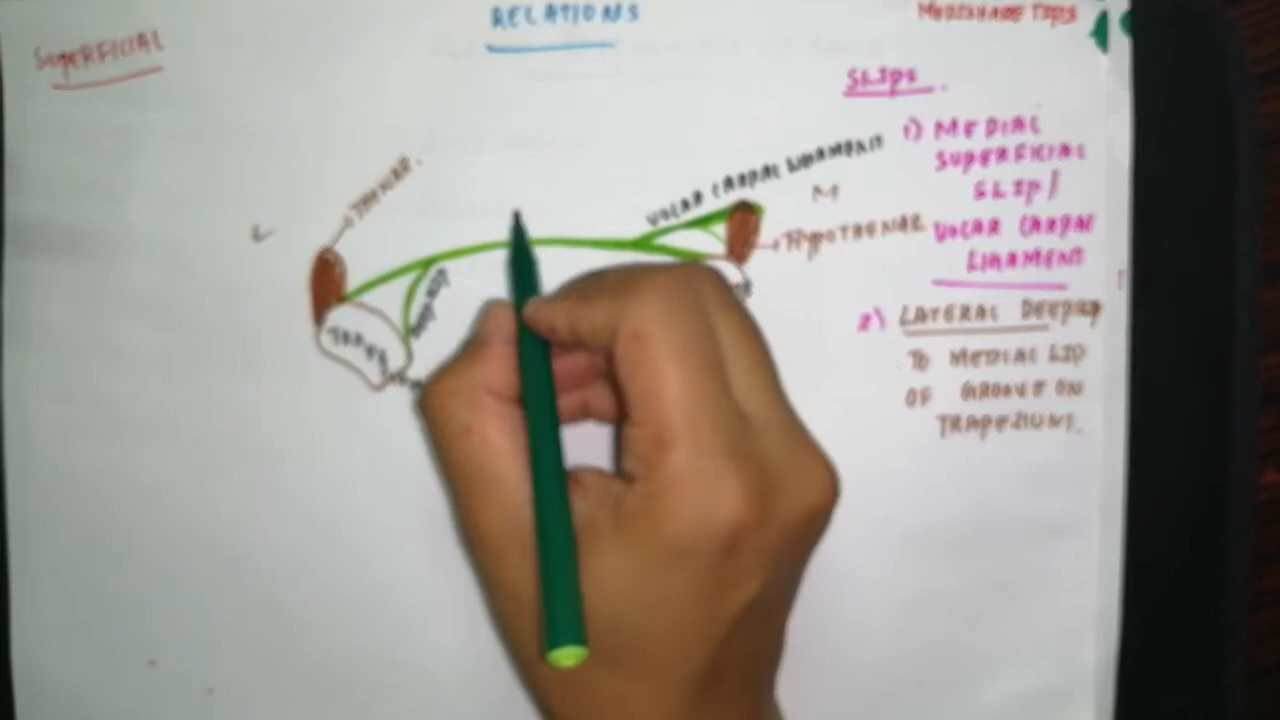 RELATIONS
SUPERFICIAL
SLIPS
1) MEDIAL
SUPERFICIAL
SLIP/
VOLAR CARPAL
LIGAMENT
2) LATERAL DEEPER
TO MEDIAL LIP
OF GROOVE ON
TRAPEZIUM.
THENAR.
VOLAR CARPAL LIGAMENT
M
HYPOTHENAR
L